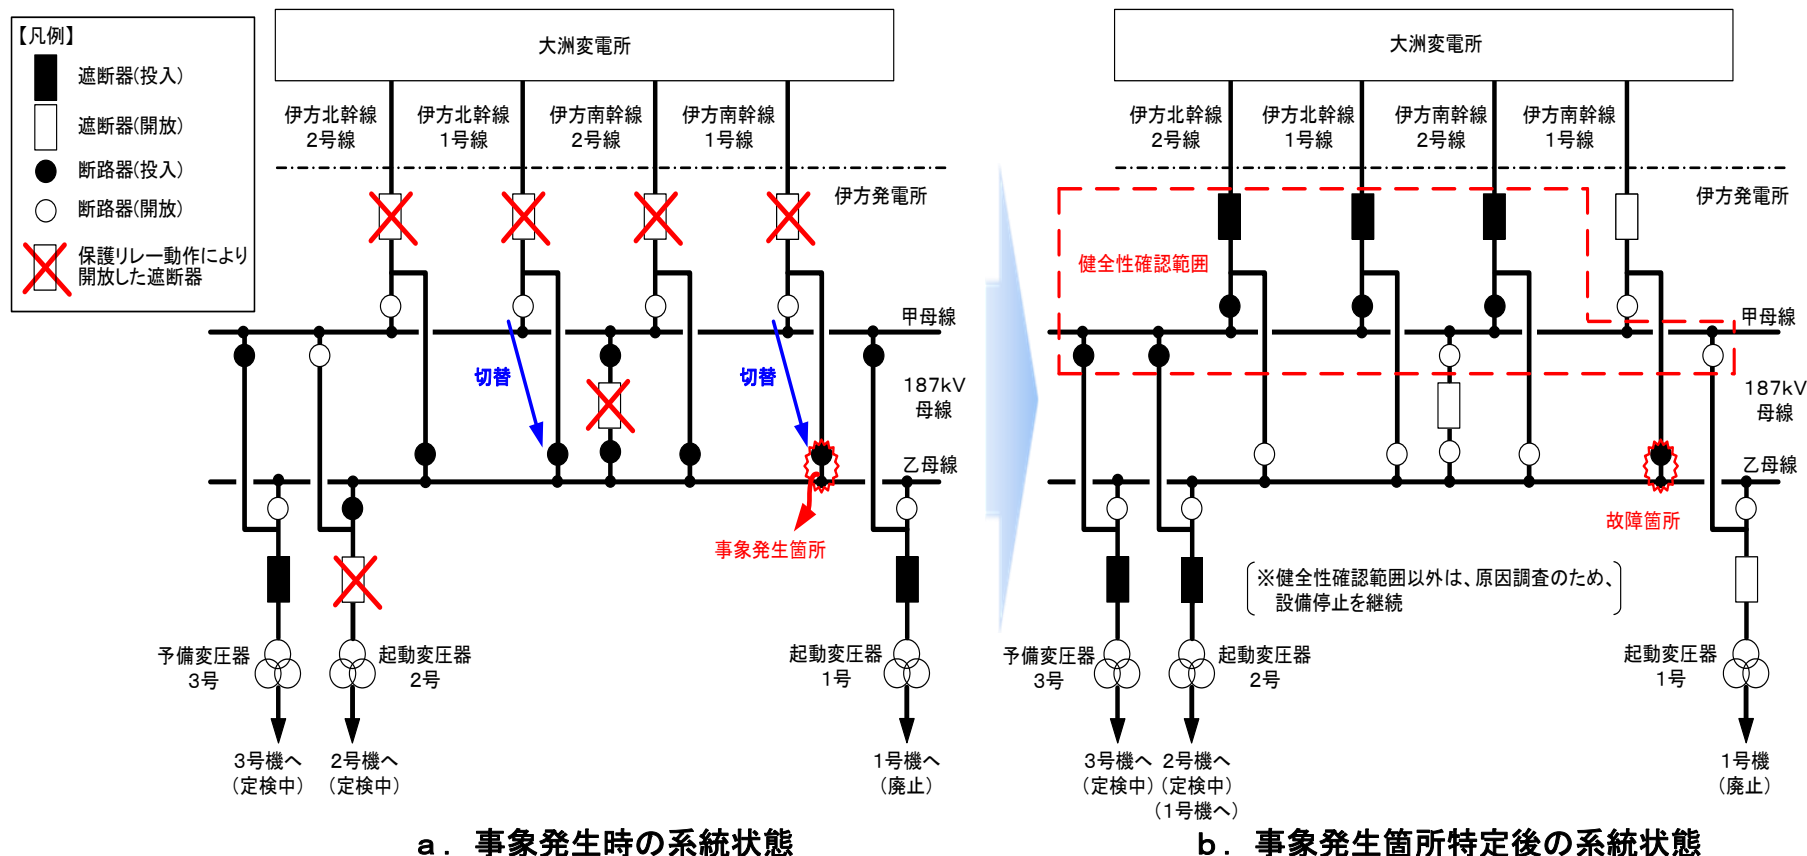 【凡例】
遮断器(投入)
遮断器(開放)
断路器(投入)
断路器(開放)
保護リレー動作により
開放した遮断器
大洲変電所
伊方北幹線
2号線
伊方北幹線
1号線
伊方南幹線
2号線
伊方南幹線
1号線
伊方発電所
甲母線
切替
切替
187kV
母線
乙母線
事象発生箇所
予備変圧器
3号
起動変圧器
2号
起動変圧器
1号
3号機へ
(定検中)
2号機へ
(定検中)
1号機へ
(廃止)
a．事象発生時の系統状態
大洲変電所
伊方北幹線
2号線
伊方北幹線
1号線
伊方南幹線
2号線
伊方南幹線
1号線
伊方発電所
健全性確認範囲
甲母線
187kV
母線
乙母線
故障箇所
※健全性確認範囲以外は、原因調査のため、
設備停止を継続
予備変圧器
3号
起動変圧器
2号
起動変圧器
1号
3号機へ
(定検中)
2号機へ
(定検中)
(1号機へ)
1号機
(廃止)
b．事象発生箇所特定後の系統状態